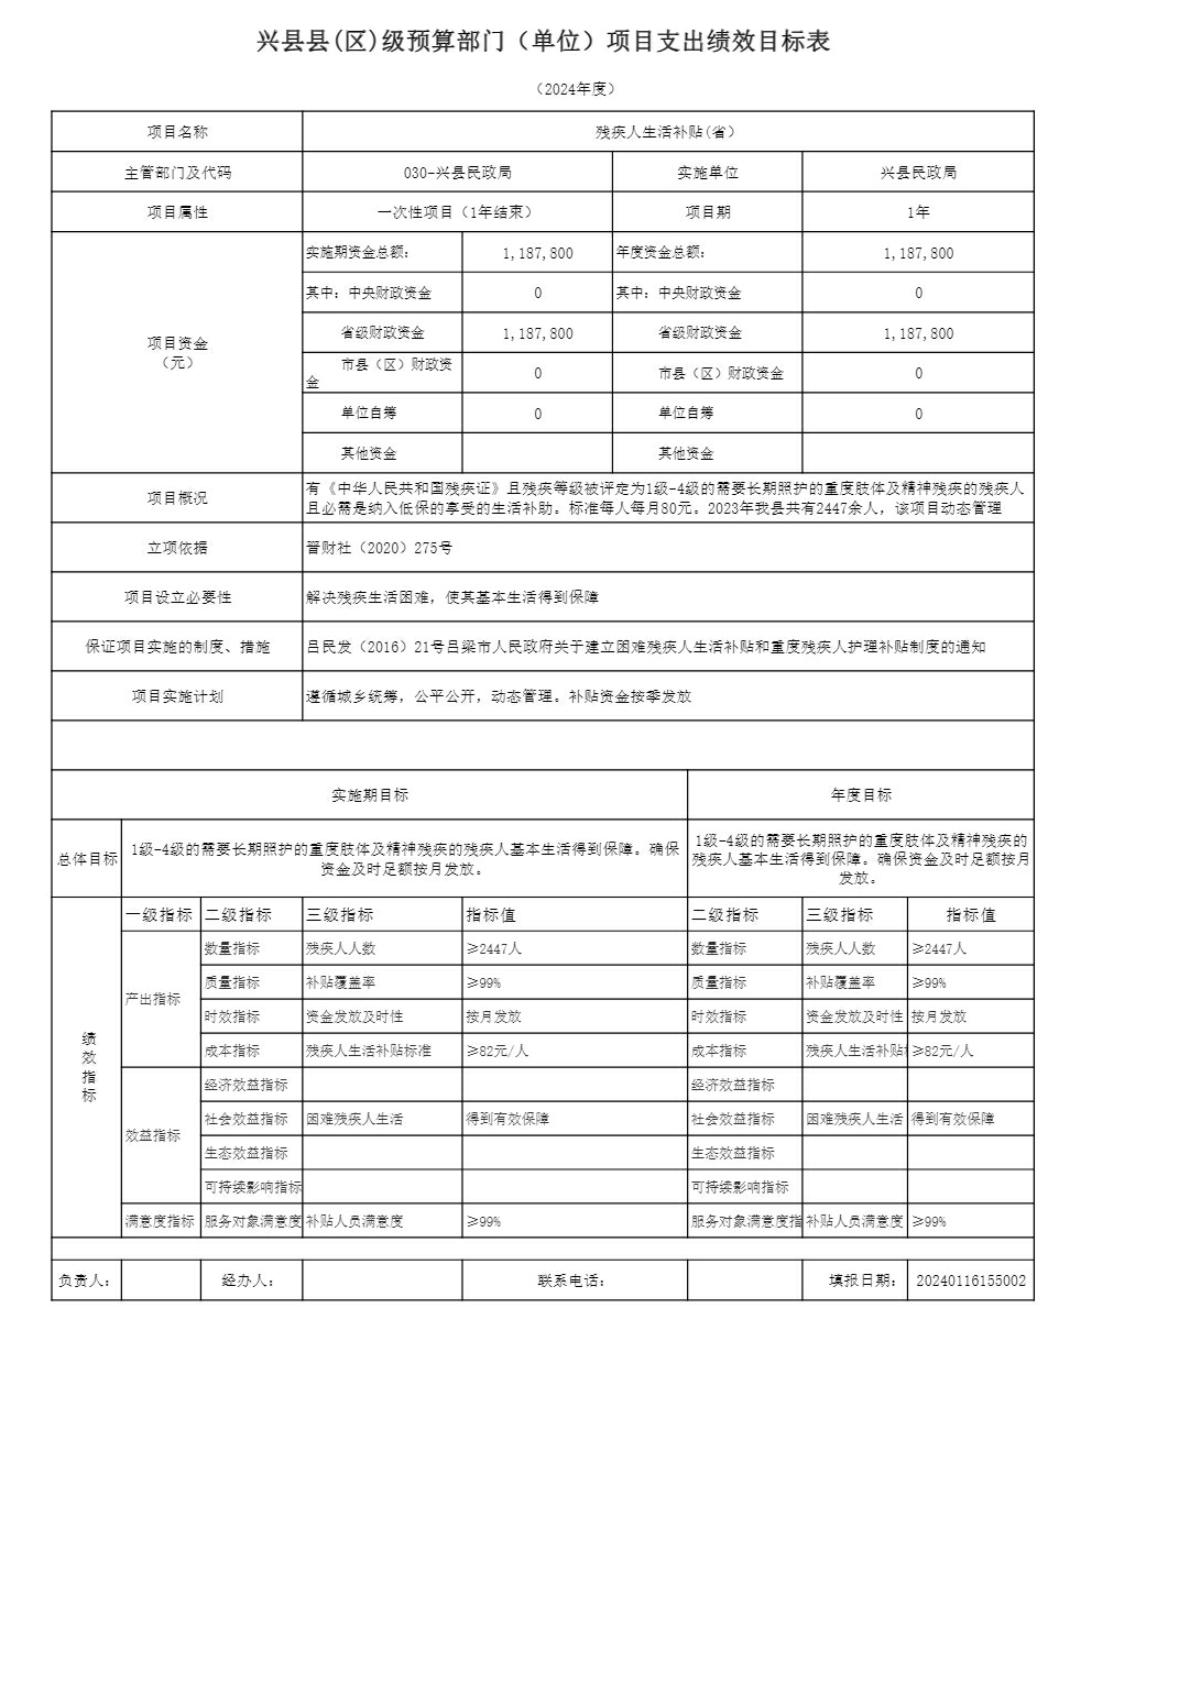 兴县县(区)级预算部门（单位）项目支出绩效目标表
（2024年度）
项目名称 残疾人生活补贴(省）
主管部门及代码 030-兴县民政局 实施单位 兴县民政局
项目属性 一次性项目（1年结束） 项目期 1年
项目资金
（元）
实施期资金总额： 1,187,800 年度资金总额： 1,187,800
其中：中央财政资金 0 其中：中央财政资金 0
省级财政资金 1,187,800 省级财政资金 1,187,800
市县（区）财政资
金 0 市县（区）财政资金 0
单位自筹 0 单位自筹 0
其他资金 其他资金
项目概况 有《中华人民共和国残疾证》且残疾等级被评定为1级-4级的需要长期照护的重度肢体及精神残疾的残疾人
且必需是纳入低保的享受的生活补助。标准每人每月80元。2023年我县共有2447余人，该项目动态管理
立项依据 晋财社（2020）275号
项目设立必要性 解决残疾生活困难，使其基本生活得到保障
保证项目实施的制度、措施 吕民发（2016）21号吕梁市人民政府关于建立困难残疾人生活补贴和重度残疾人护理补贴制度的通知
项目实施计划 遵循城乡统筹，公平公开，动态管理。补贴资金按季发放
实施期目标 年度目标
总体目标 1级-4级的需要长期照护的重度肢体及精神残疾的残疾人基本生活得到保障。确保
资金及时足额按月发放。
1级-4级的需要长期照护的重度肢体及精神残疾的
残疾人基本生活得到保障。确保资金及时足额按月
发放。
绩
效
指
标
一级指标 二级指标 三级指标 指标值 二级指标 三级指标 指标值
产出指标 数量指标 残疾人人数 ≥2447人 数量指标 残疾人人数 ≥2447人
质量指标 补贴覆盖率 ≥99% 质量指标 补贴覆盖率 ≥99%
时效指标 资金发放及时性 按月发放 时效指标 资金发放及时性 按月发放
成本指标 残疾人生活补贴标准 ≥82元/人 成本指标 残疾人生活补贴 ≥82元/人
效益指标 经济效益指标 经济效益指标
社会效益指标 困难残疾人生活 得到有效保障 社会效益指标 困难残疾人生活 得到有效保障
生态效益指标 生态效益指标
可持续影响指标 可持续影响指标
满意度指标 服务对象满意度 补贴人员满意度 ≥99% 服务对象满意度指 补贴人员满意度 ≥99%
负责人： 经办人： 联系电话： 填报日期： 20240116155002